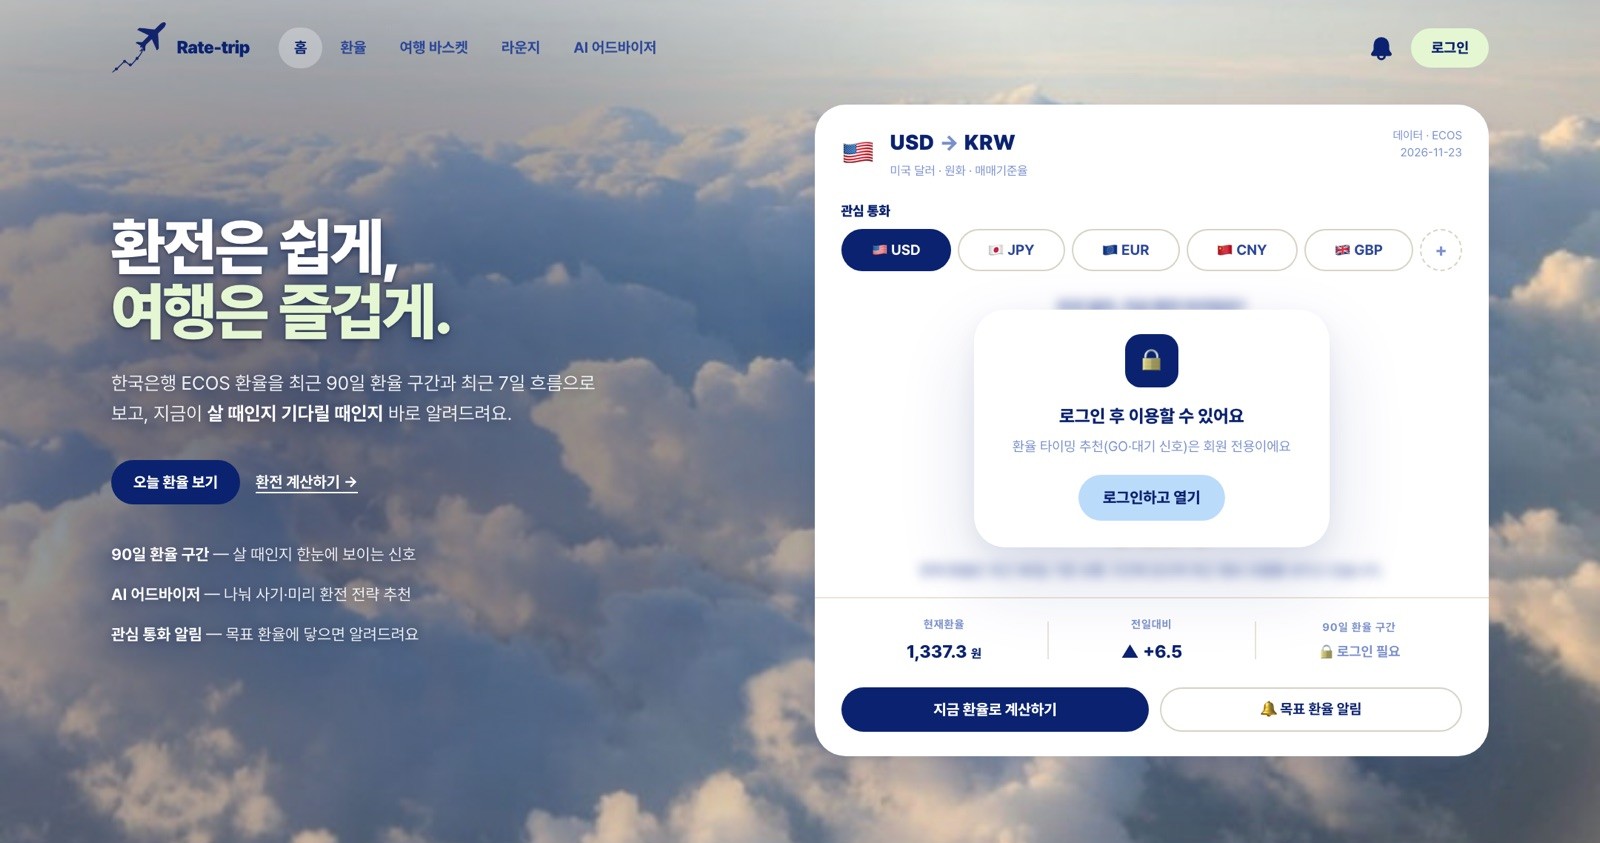 Rate-trip
홈
환율
여행 바스켓
라운지
AI 어드바이저
로그인
환전은 쉽게,
여행은 즐겁게.
한국은행 ECOS 환율을 최근 90일 환율 구간과 최근 7일 흐름으로
보고, 지금이 살 때인지 기다릴 때인지 바로 알려드려요.
오늘 환율 보기
환전 계산하기 →
90일 환율 구간 — 살 때인지 한눈에 보이는 신호
AI 어드바이저 — 나눠 사기·미리 환전 전략 추천
관심 통화 알림 — 목표 환율에 닿으면 알려드려요
USD → KRW
미국 달러 · 원화 · 매매기준율
데이터 · ECOS
2026-11-23
관심 통화
USD
JPY
EUR
CNY
GBP
+
로그인 후 이용할 수 있어요
환율 타이밍 추천(GO·대기 신호)은 회원 전용이에요
로그인하고 열기
현재환율
1,337.3 원
전일대비
▲ +6.5
90일 환율 구간
🔒 로그인 필요
지금 환율로 계산하기
🔔 목표 환율 알림